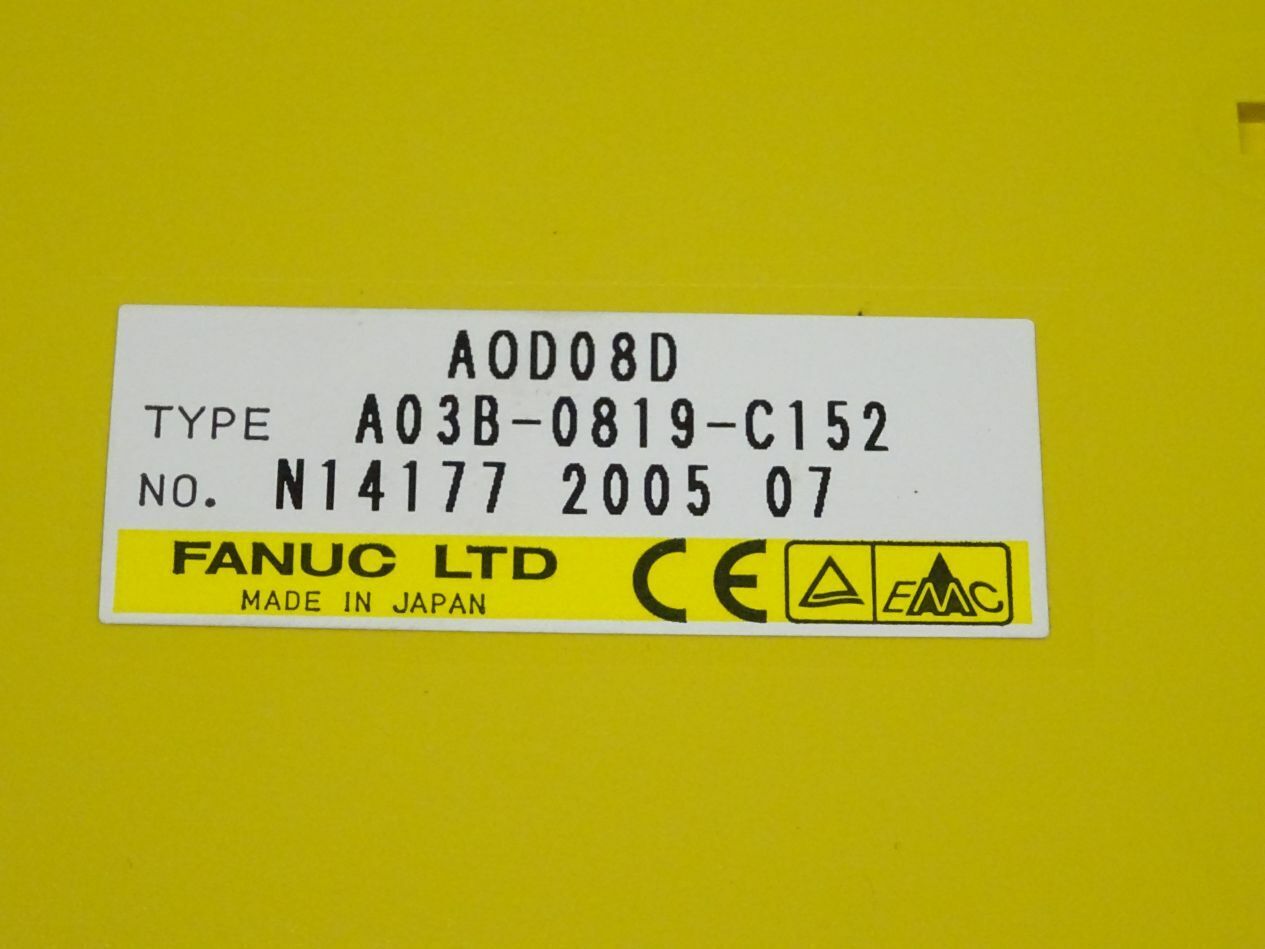 AOD08D
TYPE A03B-0819-C152
NO. N14177 2005 07
FANUC LTD CE EMC
MADE IN JAPAN